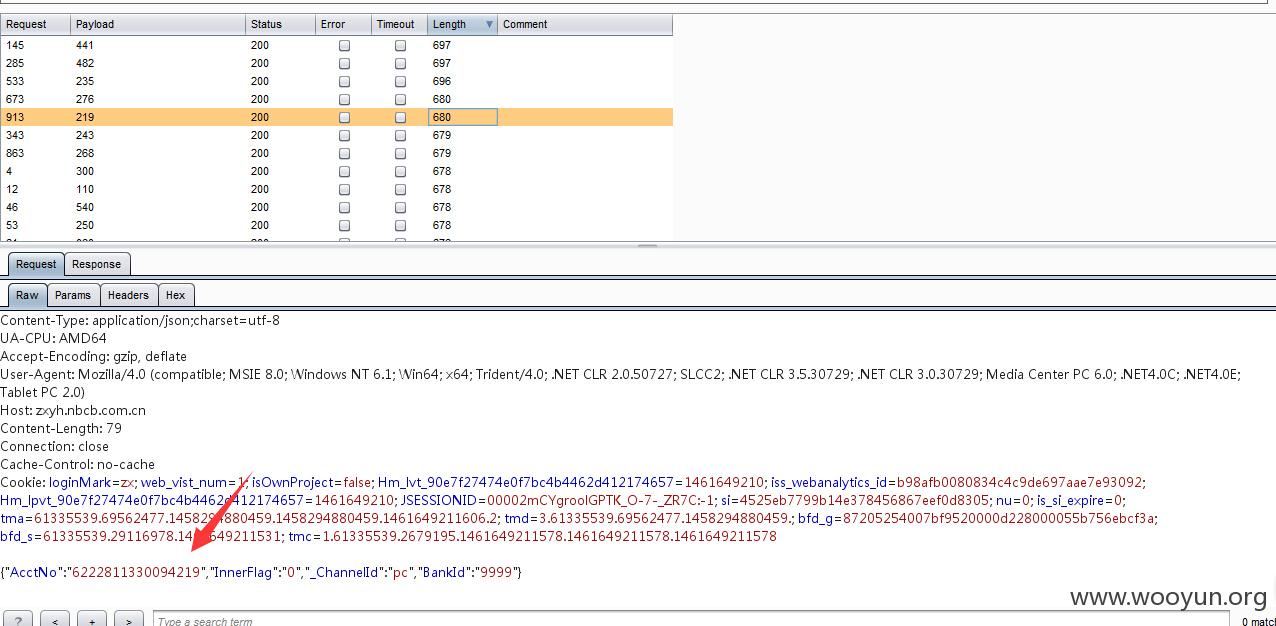 Request Payload Status Error Timeout Length Comment
145 441 200 697
285 482 200 697
533 235 200 696
673 276 200 680
913 219 200 680
343 243 200 679
863 268 200 679
4 300 200 678
12 110 200 678
46 540 200 678
53 250 200 678
Request Response
Raw Params Headers Hex
Content-Type: application/json;charset=utf-8
UA-CPU: AMD64
Accept-Encoding: gzip, deflate
User-Agent: Mozilla/4.0 (compatible; MSIE 8.0; Windows NT 6.1; Win64; x64; Trident/4.0; .NET CLR 2.0.50727; SLCC2; .NET CLR 3.5.30729; .NET CLR 3.0.30729; Media Center PC 6.0; .NET4.0C; .NET4.0E;
Tablet PC 2.0)
Host: zxyh.nbcb.com.cn
Content-Length: 79
Connection: close
Cache-Control: no-cache
Cookie: loginMark=zx; web_vist_num=1; isOwnProject=false; Hm_lvt_90e7f27474e0f7bc4b4462d412174657=1461649210; iss_webanalytics_id=b98afb0080834c4c9de697aae7e93092;
Hm_lpvt_90e7f27474e0f7bc4b4462d412174657=1461649210; JSESSIONID=00002mCYgroolGPTK_O-7-_ZR7C:-1; si=4525eb7799b14e378456867eef0d8305; nu=0; is_si_expire=0;
tma=61335539.69562477.1458294880459.1458294880459.1461649211606.2; tmd=3.61335539.69562477.1458294880459.; bfd_g=87205254007bf9520000d228000055b756ebcf3a;
bfd_s=61335539.29116978.1461649211531; tmc=1.61335539.2679195.1461649211578.1461649211578.1461649211578
{"AcctNo":"6222811330094219","InnerFlag":"0","_ChannelId":"pc","BankId":"9999"}
www.wooyun.org
? < + > Type a search term 0 match